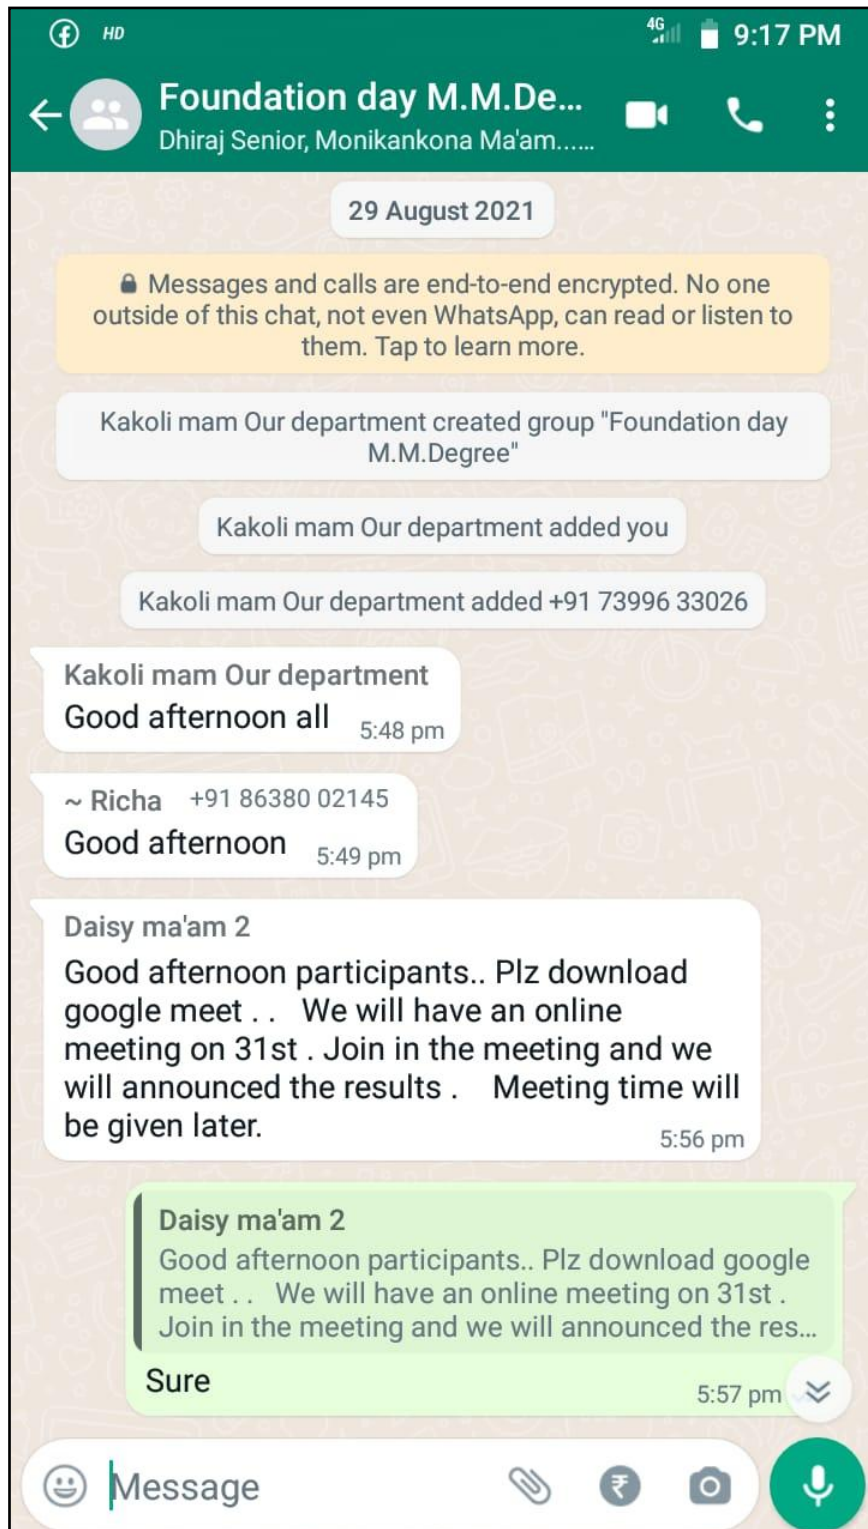 HD
4G
9:17 PM
Foundation day M.M.De...
Dhiraj Senior, Monikankona Ma'am......
29 August 2021
Messages and calls are end-to-end encrypted. No one
outside of this chat, not even WhatsApp, can read or listen to
them. Tap to learn more.
Kakoli mam Our department created group "Foundation day
M.M.Degree"
Kakoli mam Our department added you
Kakoli mam Our department added +91 73996 33026
Kakoli mam Our department
Good afternoon all 5:48 pm
~ Richa +91 86380 02145
Good afternoon 5:49 pm
Daisy ma'am 2
Good afternoon participants.. Plz download
google meet . .   We will have an online
meeting on 31st . Join in the meeting and we
will announced the results .    Meeting time will
be given later. 5:56 pm
Daisy ma'am 2
Good afternoon participants.. Plz download google
meet . .   We will have an online meeting on 31st .
Join in the meeting and we will announced the res...
Sure 5:57 pm
Message
₹